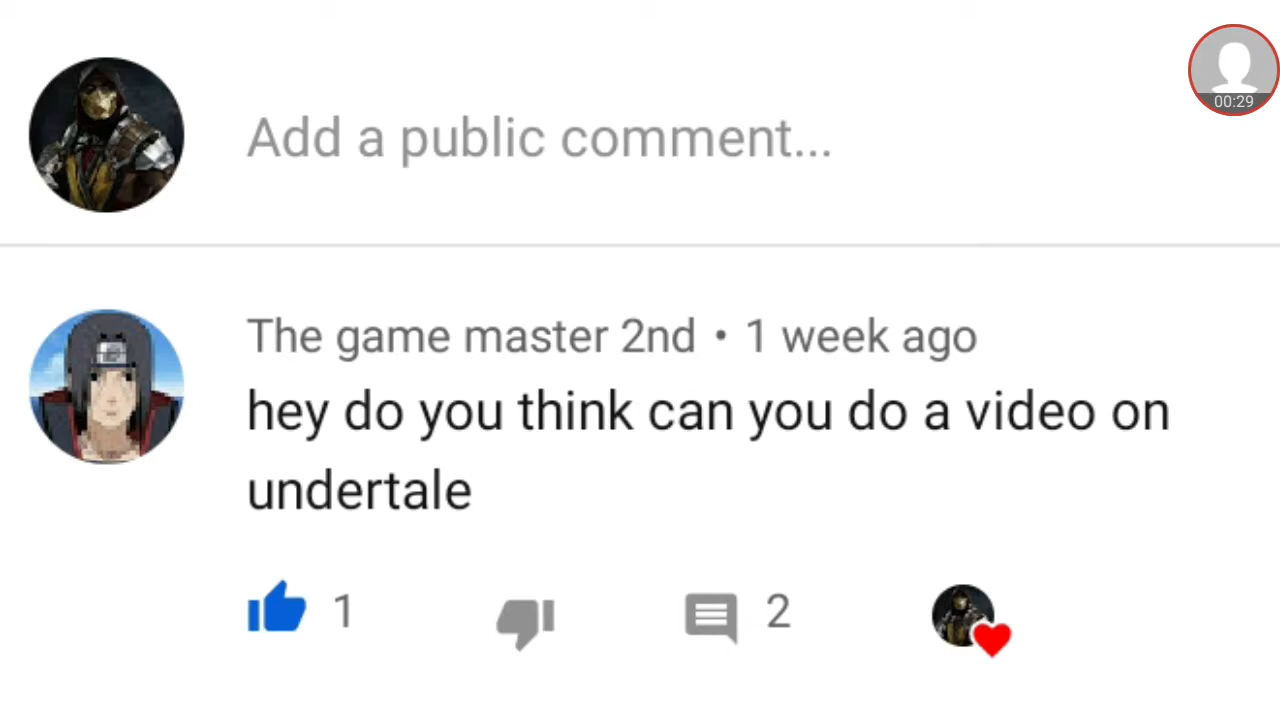 00:29
Add a public comment...
The game master 2nd • 1 week ago
hey do you think can you do a video on
undertale
1 2